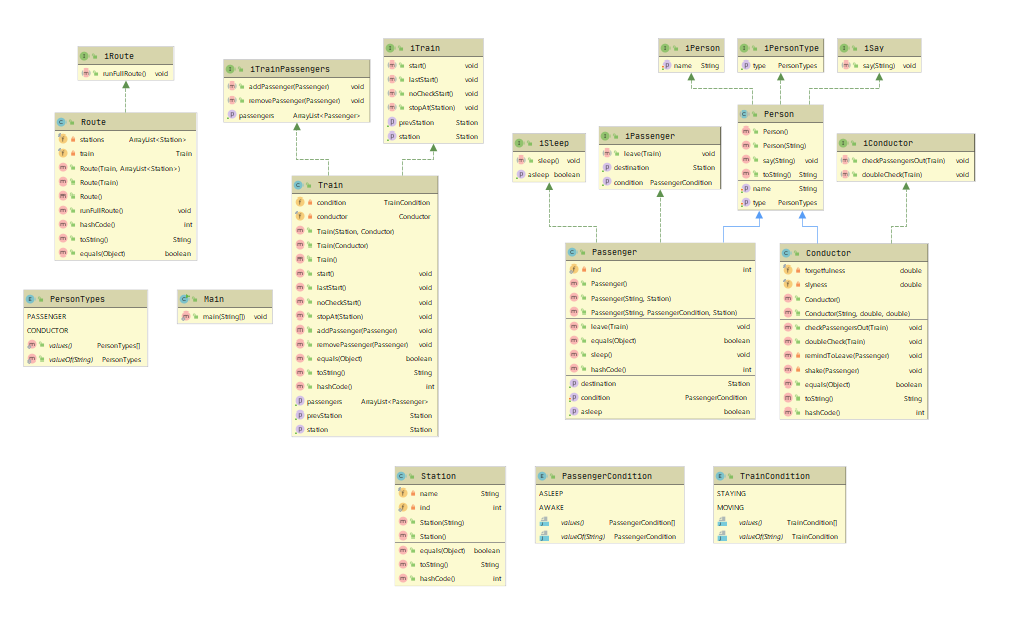 iRoute
runFullRoute() void
Route
stations ArrayList<Station>
train Train
Route(Train, ArrayList<Station>)
Route(Train)
Route()
runFullRoute() void
hashCode() int
toString() String
equals(Object) boolean
iTrainPassengers
addPassenger(Passenger) void
removePassenger(Passenger) void
passengers ArrayList<Passenger>
iTrain
start() void
lastStart() void
noCheckStart() void
stopAt(Station) void
prevStation Station
station Station
Train
condition TrainCondition
conductor Conductor
Train(Station, Conductor)
Train(Conductor)
Train()
start() void
lastStart() void
noCheckStart() void
stopAt(Station) void
addPassenger(Passenger) void
removePassenger(Passenger) void
equals(Object) boolean
toString() String
hashCode() int
passengers ArrayList<Passenger>
prevStation Station
station Station
iPerson
name String
iPersonType
type PersonTypes
iSay
say(String) void
Person
Person()
Person(String)
say(String) void
toString() String
name String
type PersonTypes
iSleep
sleep() void
asleep boolean
iPassenger
leave(Train) void
destination Station
condition PassengerCondition
iConductor
checkPassengersOut(Train) void
doubleCheck(Train) void
Passenger
ind int
Passenger()
Passenger(String, Station)
Passenger(String, PassengerCondition, Station)
leave(Train) void
equals(Object) boolean
sleep() void
hashCode() int
destination Station
condition PassengerCondition
asleep boolean
Conductor
forgetfulness double
slyness double
Conductor()
Conductor(String, double, double)
checkPassengersOut(Train) void
doubleCheck(Train) void
remindToLeave(Passenger) void
shake(Passenger) void
equals(Object) boolean
toString() String
hashCode() int
PersonTypes
PASSENGER
CONDUCTOR
values() PersonTypes[]
valueOf(String) PersonTypes
Main
main(String[]) void
Station
name String
ind int
Station(String)
Station()
equals(Object) boolean
toString() String
hashCode() int
PassengerCondition
ASLEEP
AWAKE
values() PassengerCondition[]
valueOf(String) PassengerCondition
TrainCondition
STAYING
MOVING
values() TrainCondition[]
valueOf(String) TrainCondition